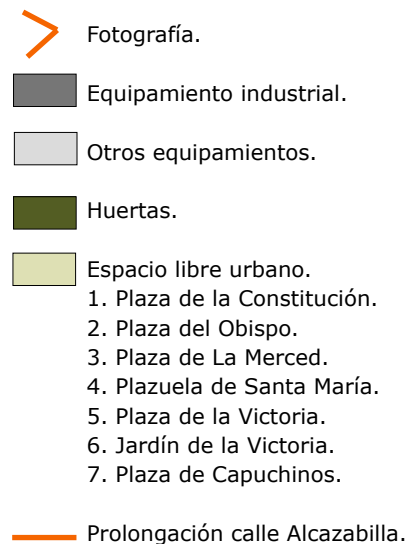 Fotografía.
Equipamiento industrial.
Otros equipamientos.
Huertas.
Espacio libre urbano.
1. Plaza de la Constitución.
2. Plaza del Obispo.
3. Plaza de La Merced.
4. Plazuela de Santa María.
5. Plaza de la Victoria.
6. Jardín de la Victoria.
7. Plaza de Capuchinos.
Prolongación calle Alcazabilla.